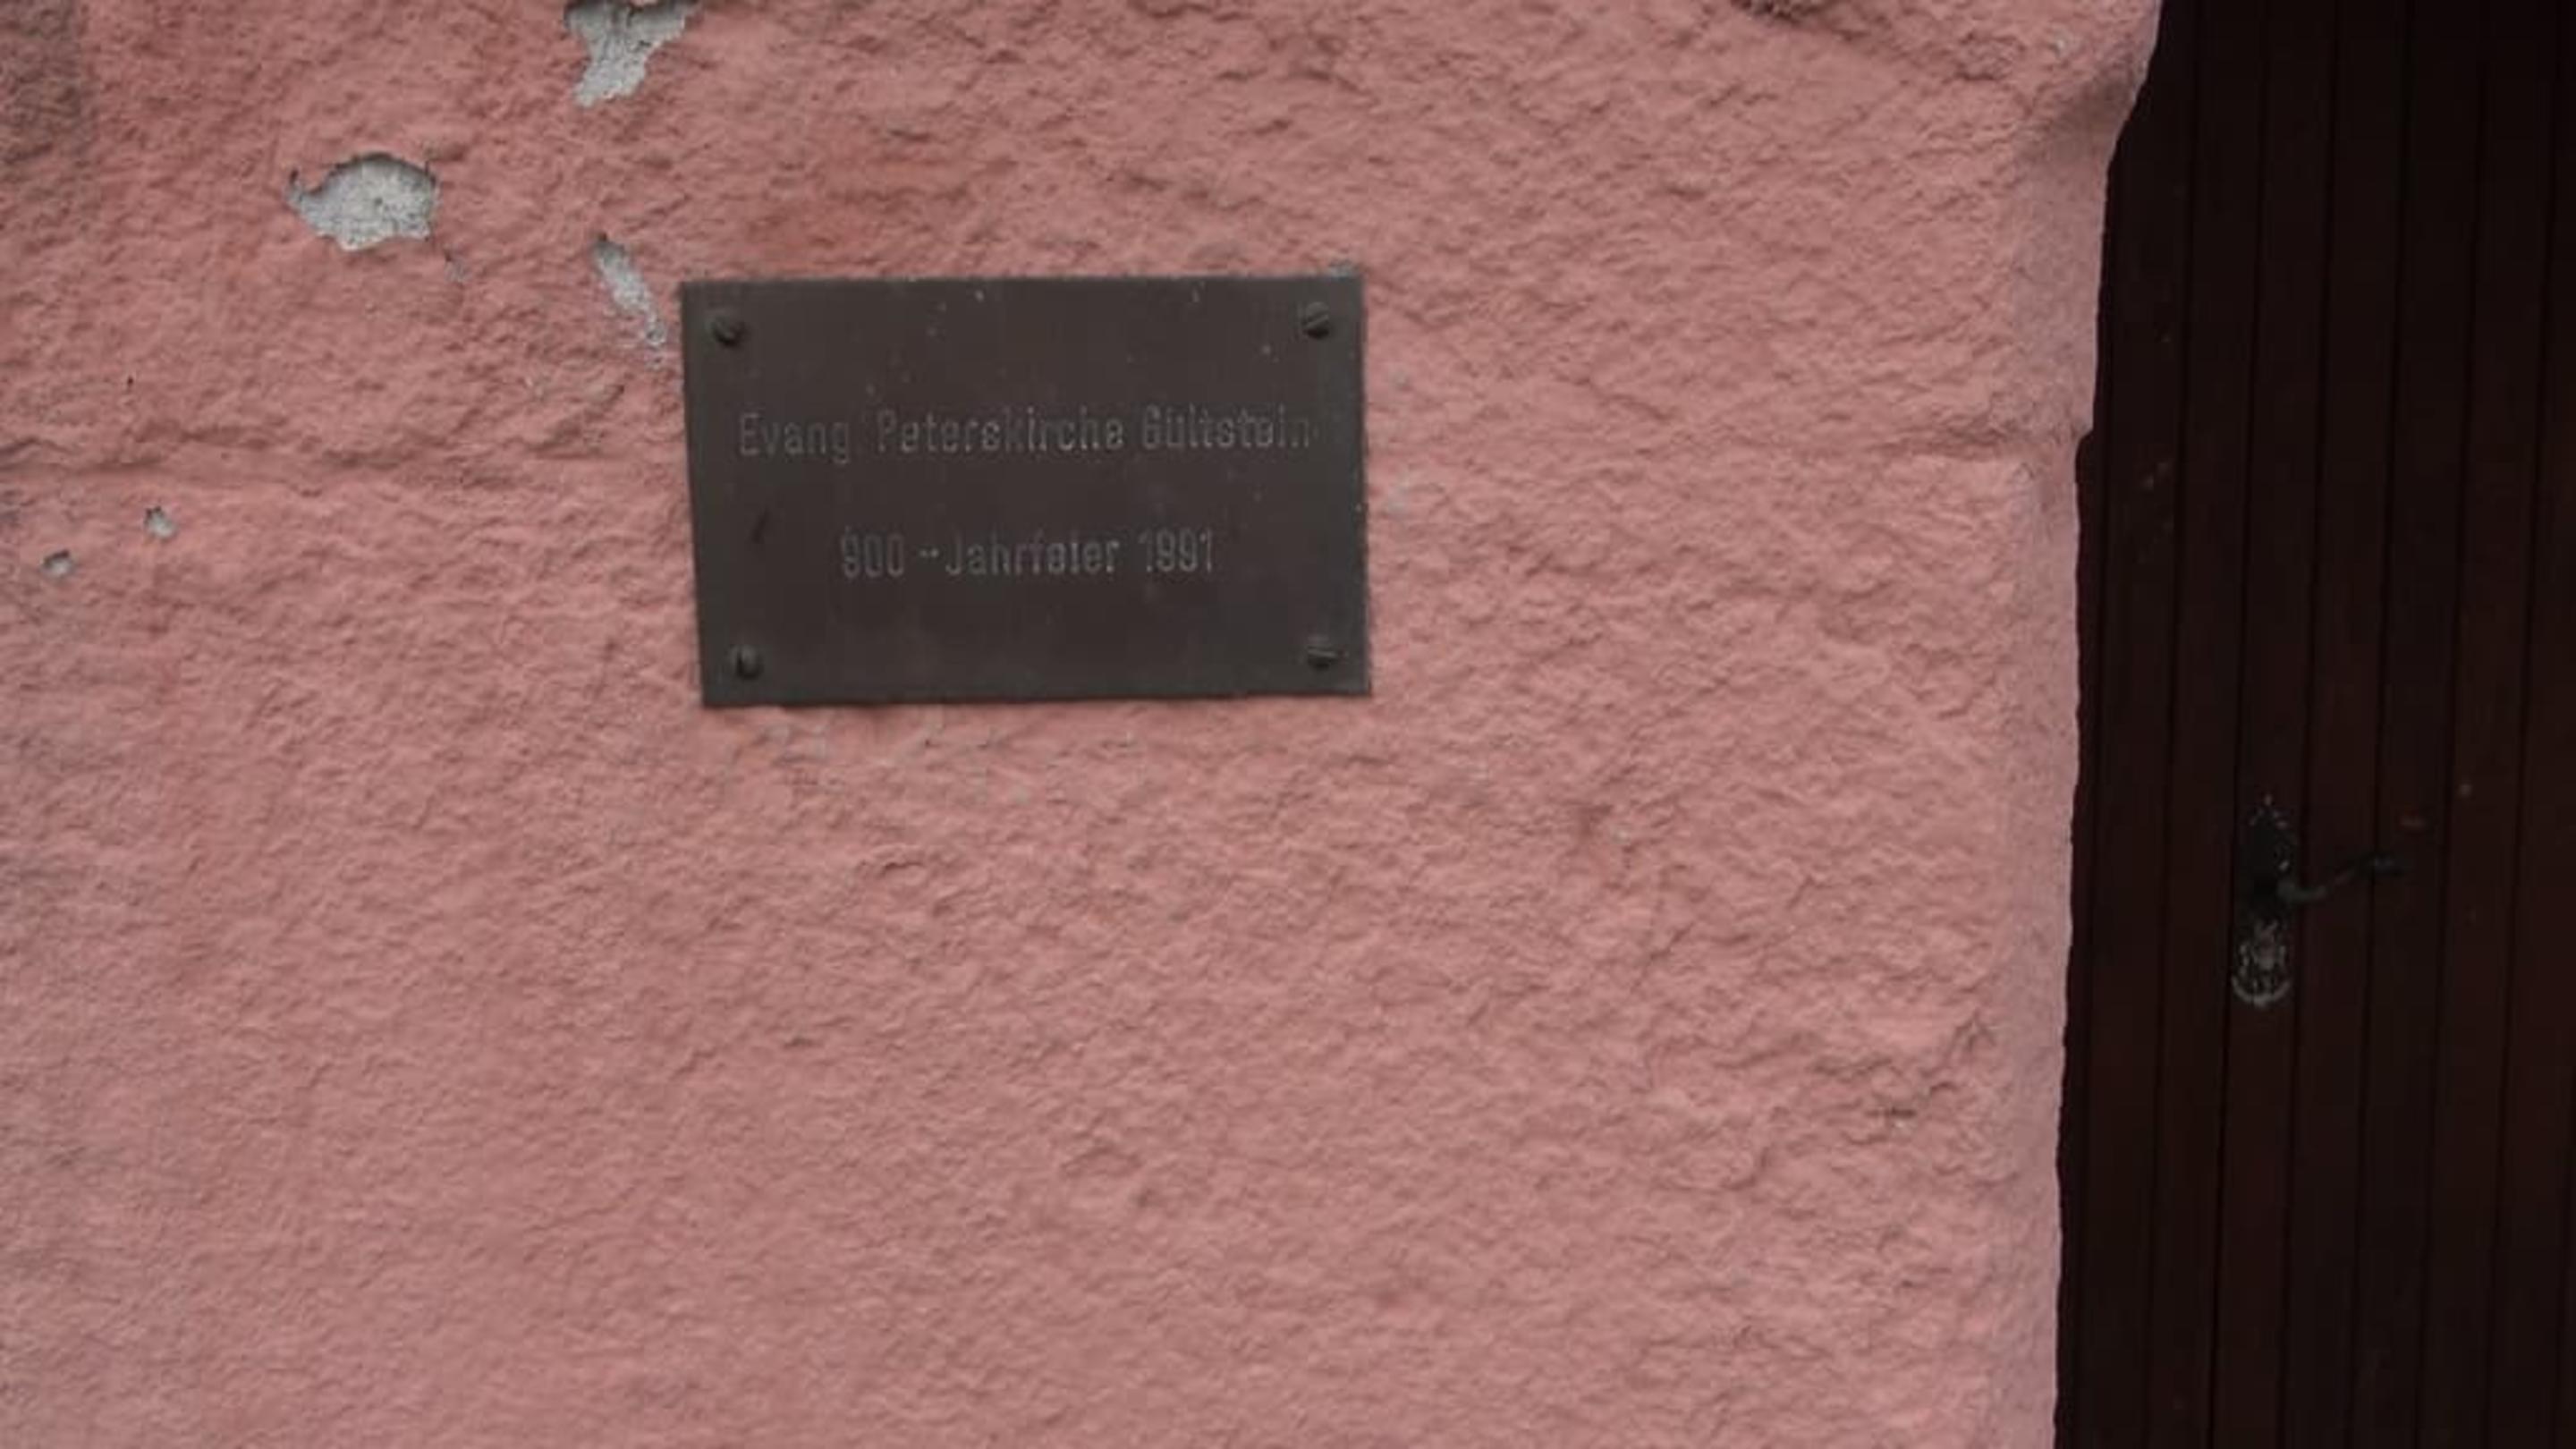 Evang. Peterskirche Gültstein
900-Jahrfeier 1991